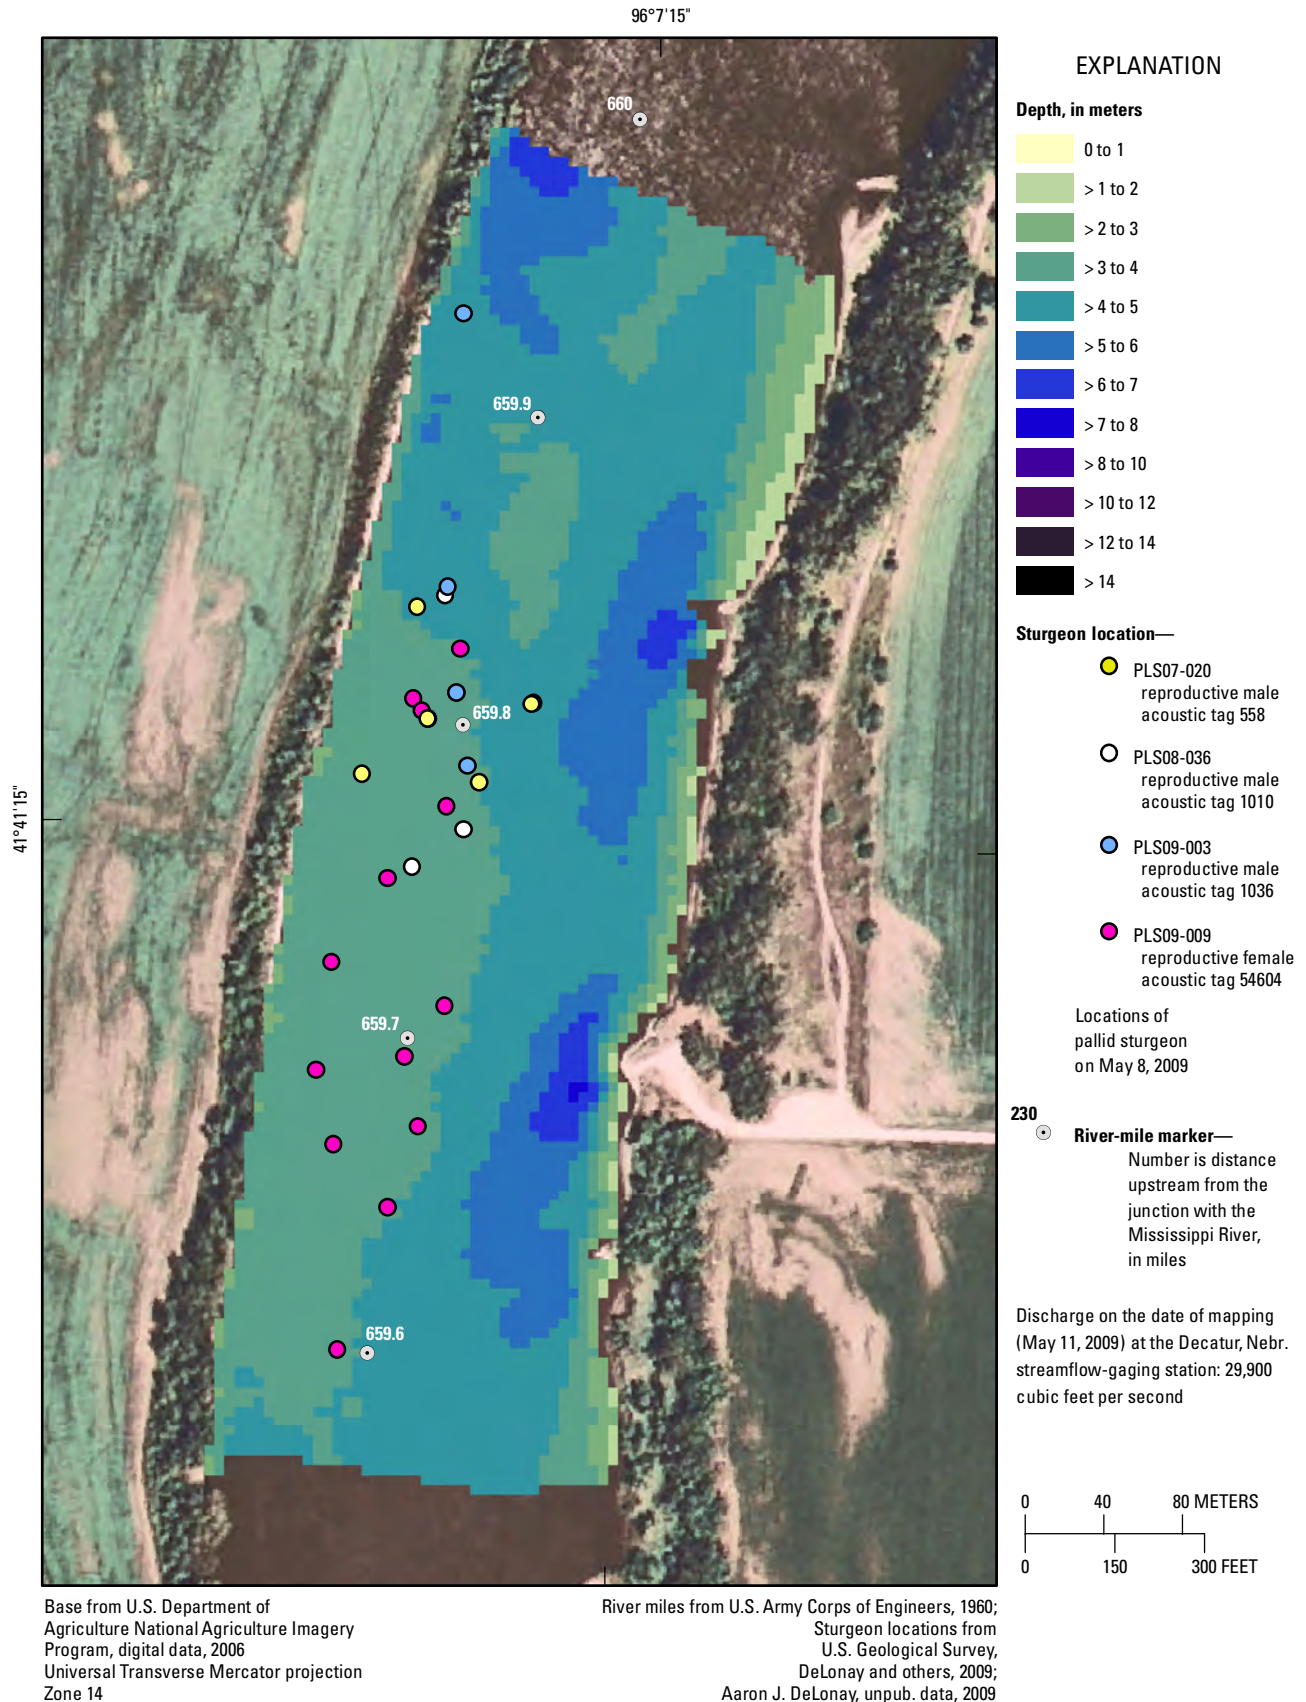 96°7'15"
660
659.9
659.8
41°41'15"
659.7
659.6
EXPLANATION
Depth, in meters
0 to 1
> 1 to 2
> 2 to 3
> 3 to 4
> 4 to 5
> 5 to 6
> 6 to 7
> 7 to 8
> 8 to 10
> 10 to 12
> 12 to 14
> 14
Sturgeon location—
PLS07-020
reproductive male
acoustic tag 558
PLS08-036
reproductive male
acoustic tag 1010
PLS09-003
reproductive male
acoustic tag 1036
PLS09-009
reproductive female
acoustic tag 54604
Locations of
pallid sturgeon
on May 8, 2009
230
River-mile marker—
Number is distance
upstream from the
junction with the
Mississippi River,
in miles
Discharge on the date of mapping
(May 11, 2009) at the Decatur, Nebr.
streamflow-gaging station: 29,900
cubic feet per second
0 40 80 METERS
0 150 300 FEET
Base from U.S. Department of
Agriculture National Agriculture Imagery
Program, digital data, 2006
Universal Transverse Mercator projection
Zone 14
River miles from U.S. Army Corps of Engineers, 1960;
Sturgeon locations from
U.S. Geological Survey,
DeLonay and others, 2009;
Aaron J. DeLonay, unpub. data, 2009